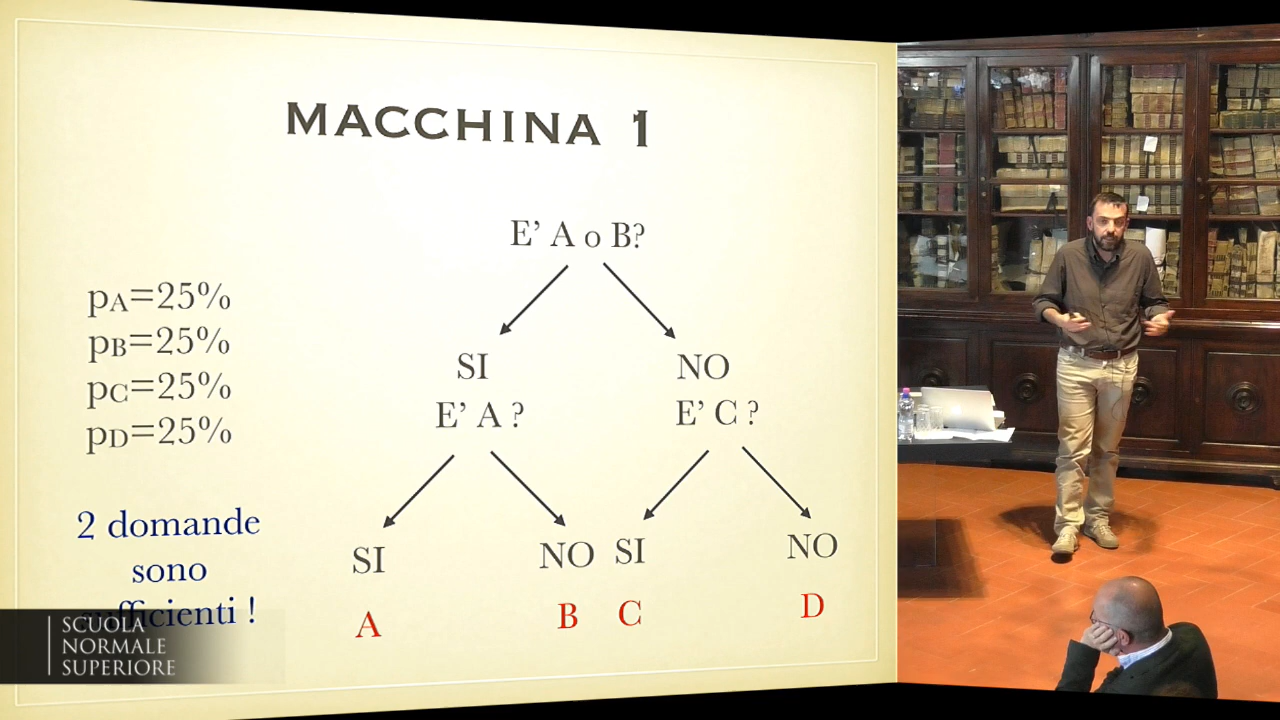 MACCHINA 1
E' A o B?
pA=25%
pB=25%
pC=25%
pD=25%
SI
NO
E' A ?
E' C ?
2 domande
sono
sufficienti !
SI
NO
SI
NO
A
B
C
D
SCUOLA
NORMALE
SUPERIORE